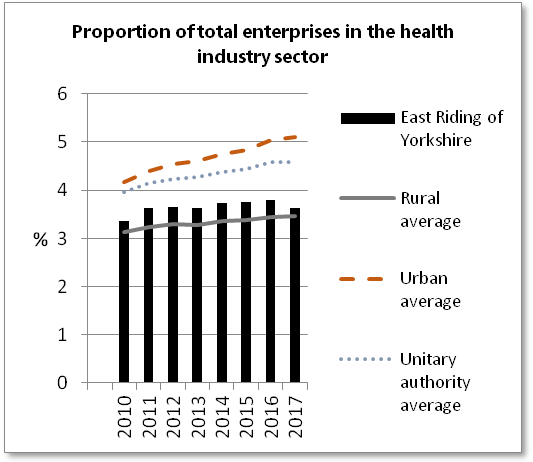 Proportion of total enterprises in the health
industry sector
6
5
4
% 3
2
1
0
2010
2011
2012
2013
2014
2015
2016
2017
East Riding of
Yorkshire
Rural
average
Urban
average
Unitary
authority
average